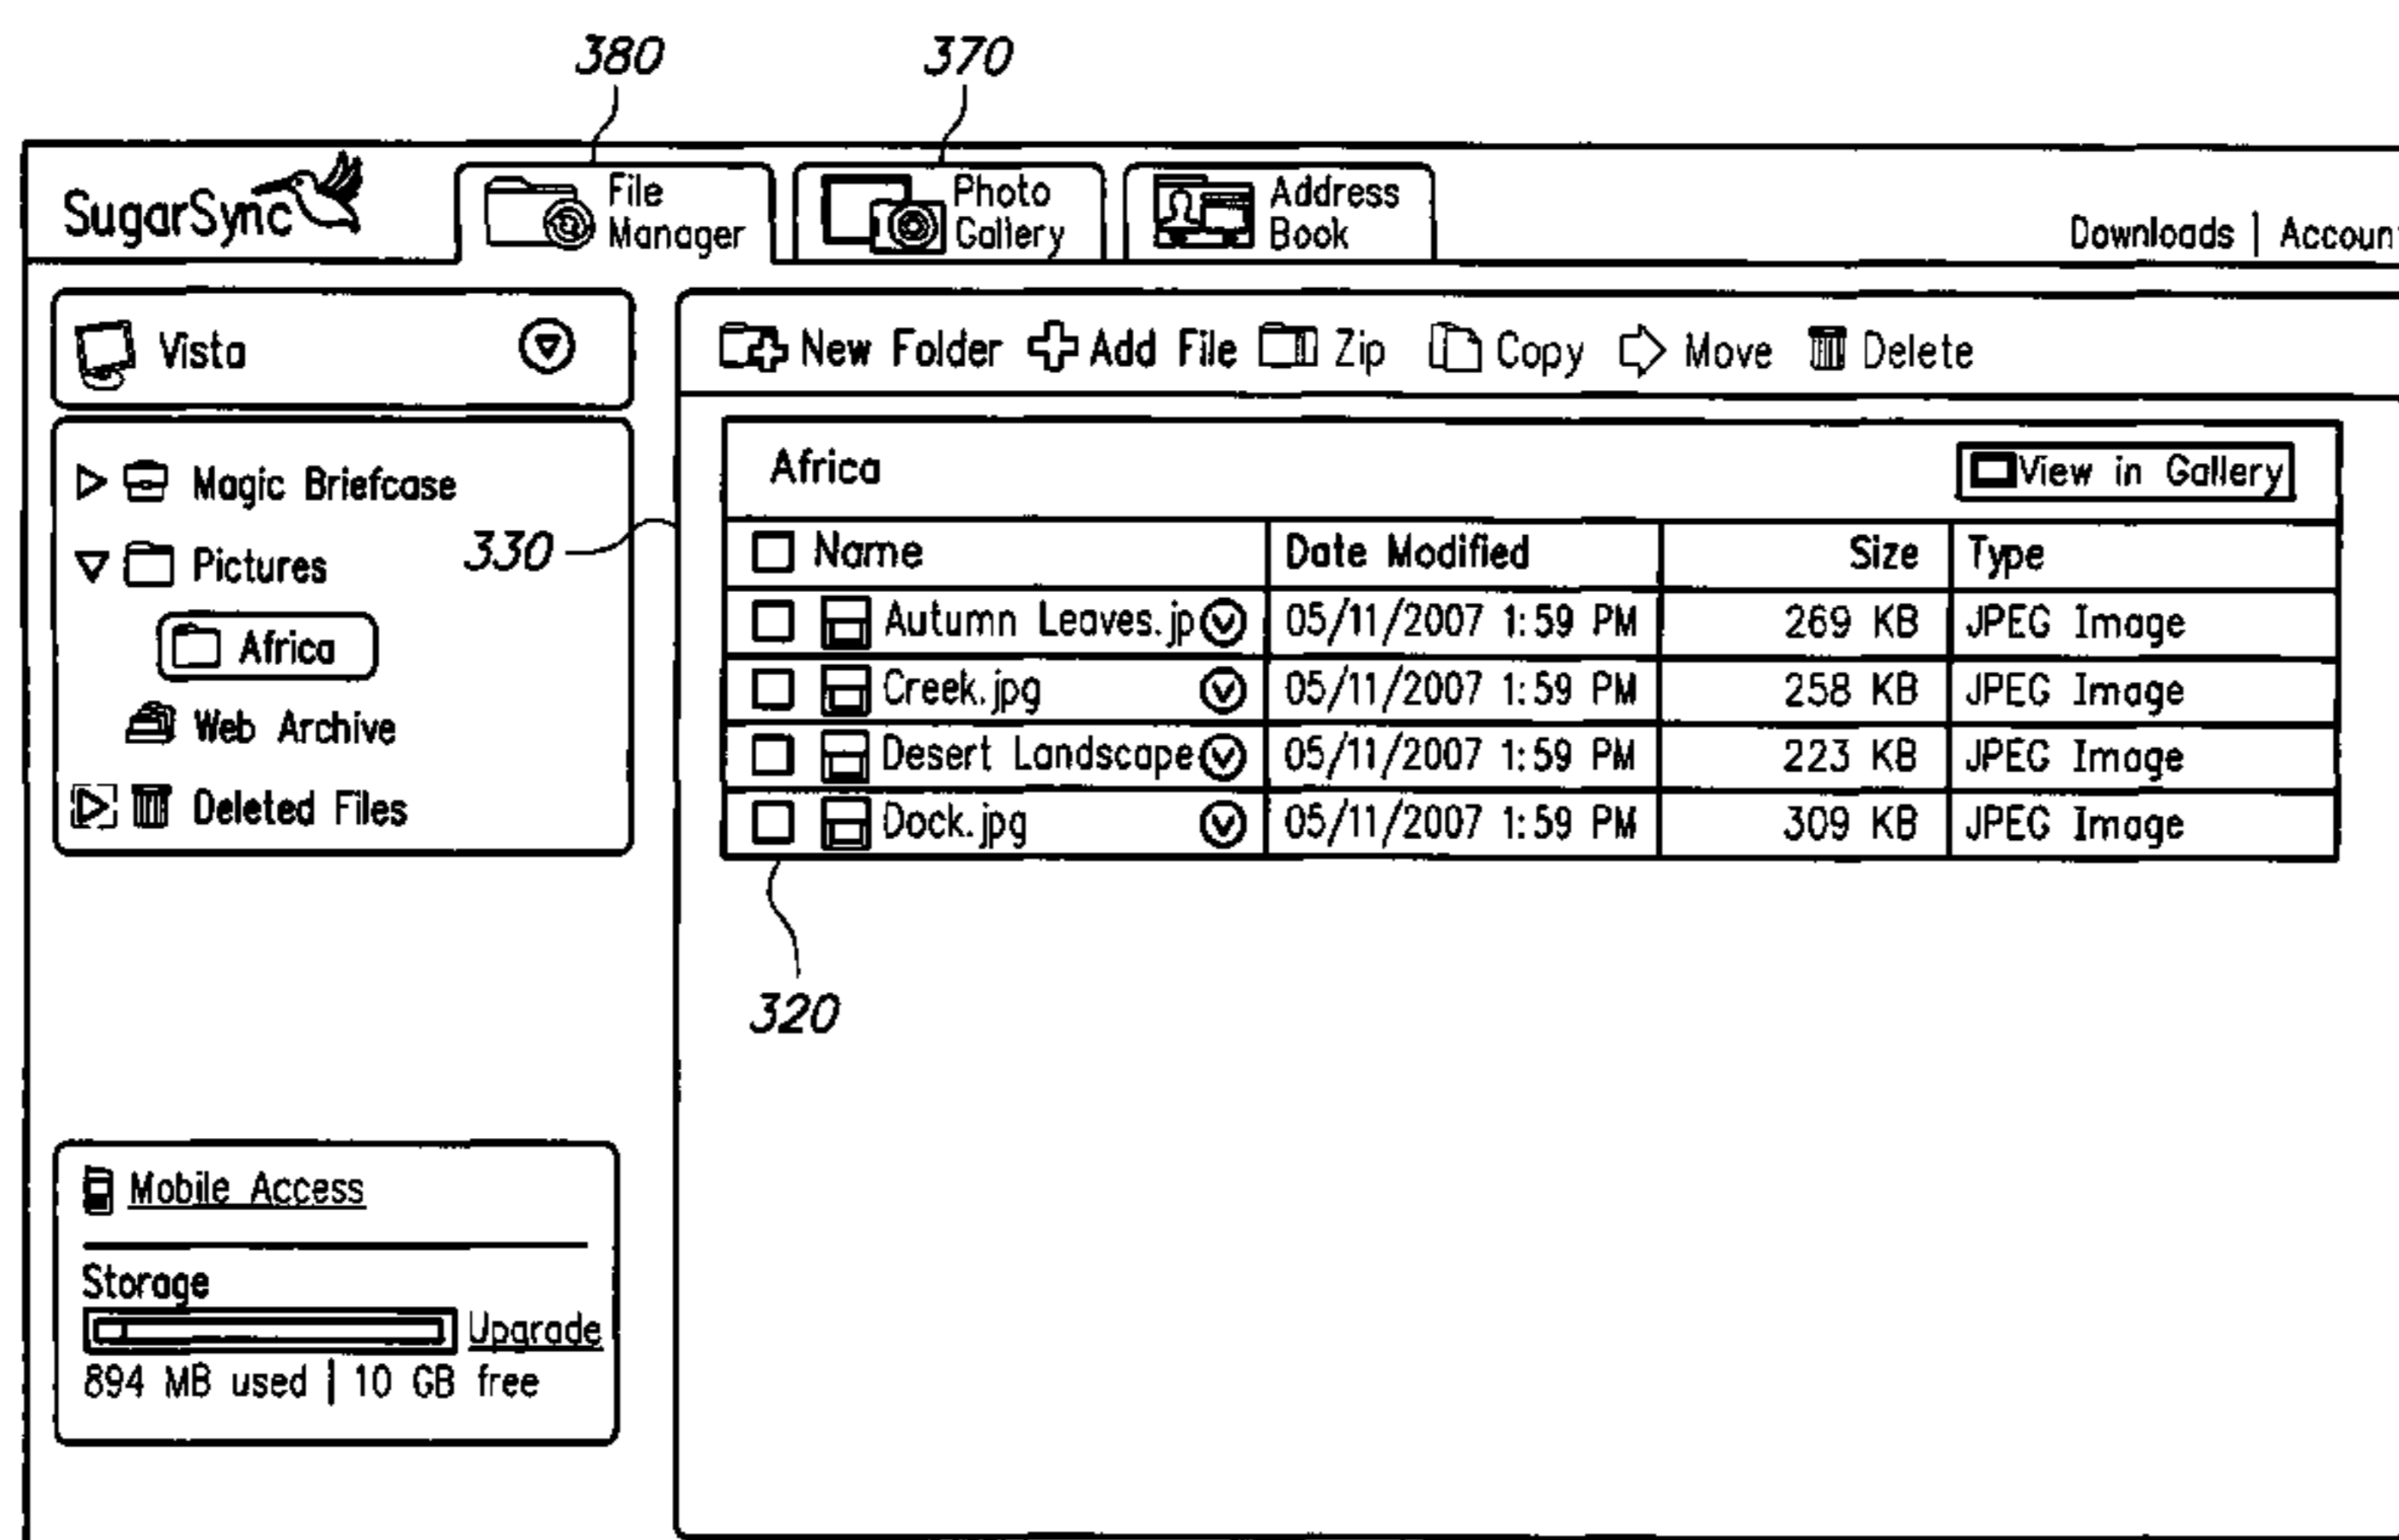 380 370
SugarSync File Manager Photo Gallery Address Book Downloads | Account
Vista
New Folder Add File Zip Copy Move Delete
Magic Briefcase
Pictures
Africa
Web Archive
Deleted Files
330
Africa View in Gallery
Name Date Modified Size Type
Autumn Leaves.jp 05/11/2007 1:59 PM 269 KB JPEG Image
Creek.jpg 05/11/2007 1:59 PM 258 KB JPEG Image
Desert Landscape 05/11/2007 1:59 PM 223 KB JPEG Image
Dock.jpg 05/11/2007 1:59 PM 309 KB JPEG Image
320
Mobile Access
Storage
Upgrade
894 MB used | 10 GB free